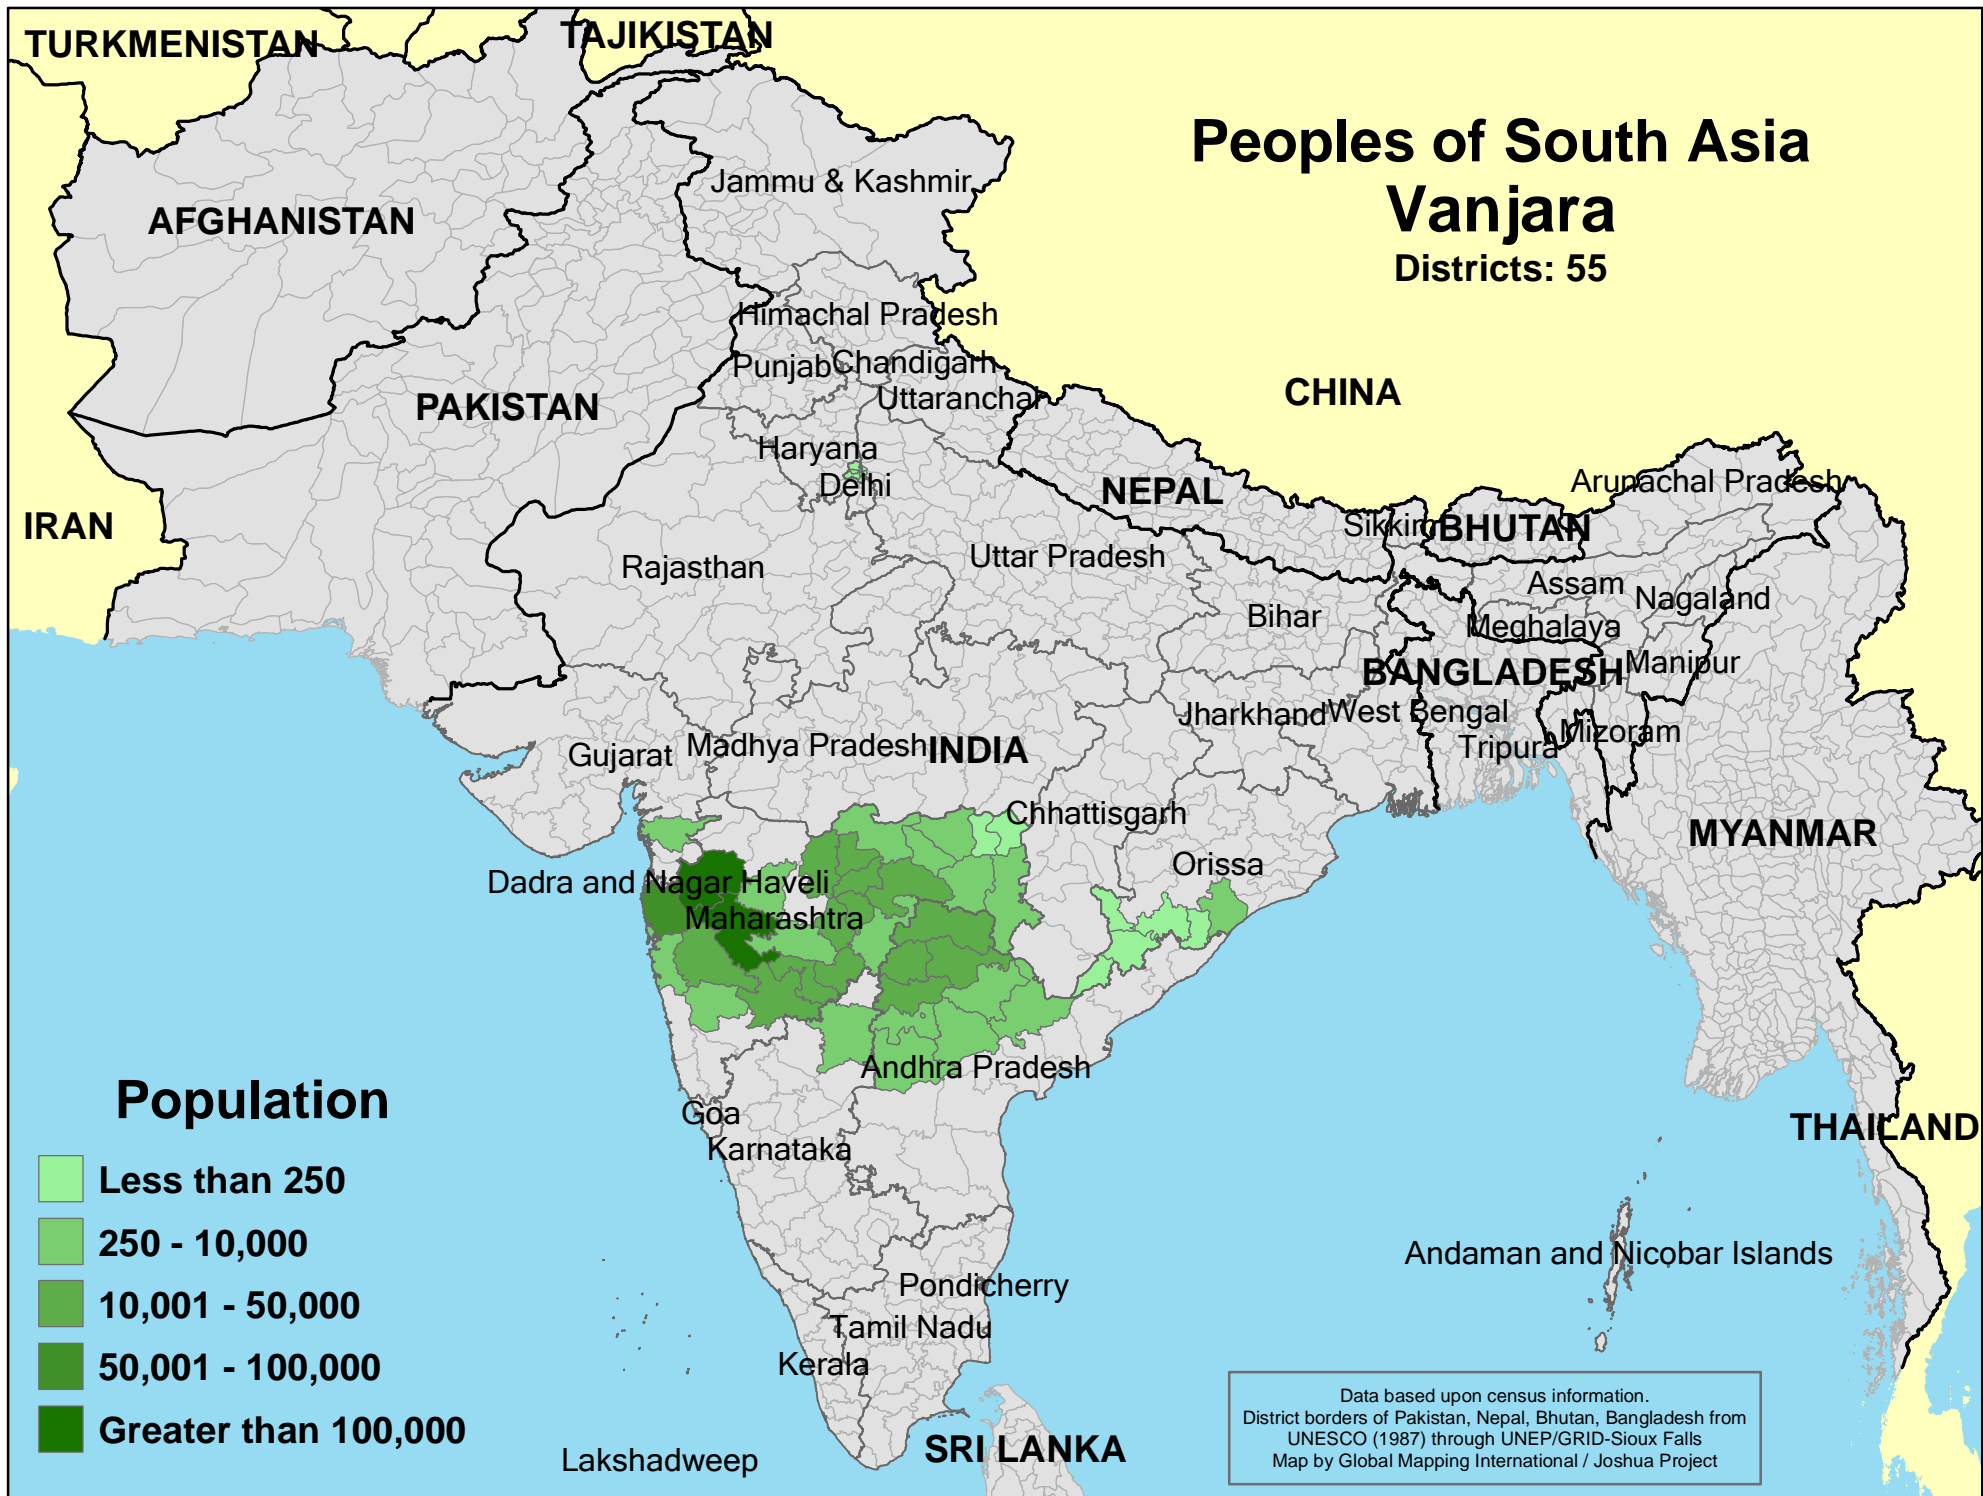 TURKMENISTAN
TAJIKISTAN
Peoples of South Asia
Vanjara
Districts: 55
Jammu & Kashmir
AFGHANISTAN
Himachal Pradesh
Punjab
Chandigarh
Uttaranchal
CHINA
PAKISTAN
Haryana
Delhi
NEPAL
Arunachal Pradesh
IRAN
Sikkim
BHUTAN
Rajasthan
Uttar Pradesh
Assam
Nagaland
Bihar
Meghalaya
BANGLADESH
Manipur
Jharkhand
West Bengal
Mizoram
Tripura
Gujarat
Madhya Pradesh
INDIA
Chhattisgarh
MYANMAR
Orissa
Dadra and Nagar Haveli
Maharashtra
Andhra Pradesh
Goa
Karnataka
THAILAND
Population
Less than 250
250 - 10,000
10,001 - 50,000
50,001 - 100,000
Greater than 100,000
Andaman and Nicobar Islands
Pondicherry
Tamil Nadu
Kerala
Lakshadweep
SRI LANKA
Data based upon census information.
District borders of Pakistan, Nepal, Bhutan, Bangladesh from
UNESCO (1987) through UNEP/GRID-Sioux Falls
Map by Global Mapping International / Joshua Project